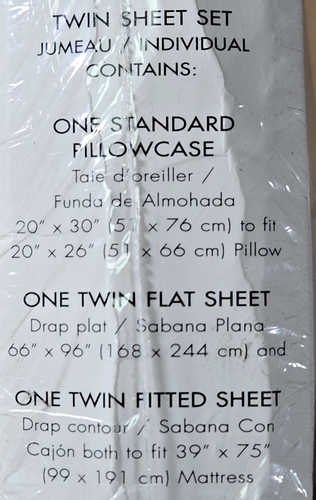 TWIN SHEET SET
JUMEAU / INDIVIDUAL
CONTAINS:
ONE STANDARD
PILLOWCASE
Taie d'oreiller /
Funda de Almohada
20" x 30" (51 x 76 cm) to fit
20" x 26" (51 x 66 cm) Pillow
ONE TWIN FLAT SHEET
Drap plat / Sabana Plana
66" x 96" (168 x 244 cm) and
ONE TWIN FITTED SHEET
Drap contour / Sabana Con
Cajón both to fit 39" x 75"
(99 x 191 cm) Mattress